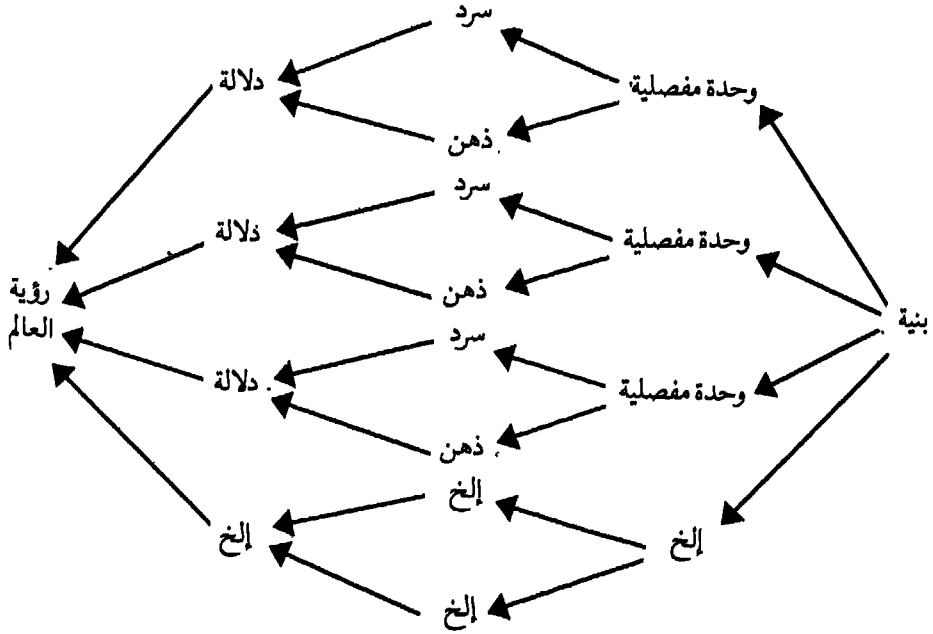 سرد
وحدة مفصلية
دلالة
ذهن
سرد
وحدة مفصلية
دلالة
ذهن
رؤية
العالم
بنية
سرد
وحدة مفصلية
دلالة
ذهن
إلخ
إلخ
إلخ
إلخ